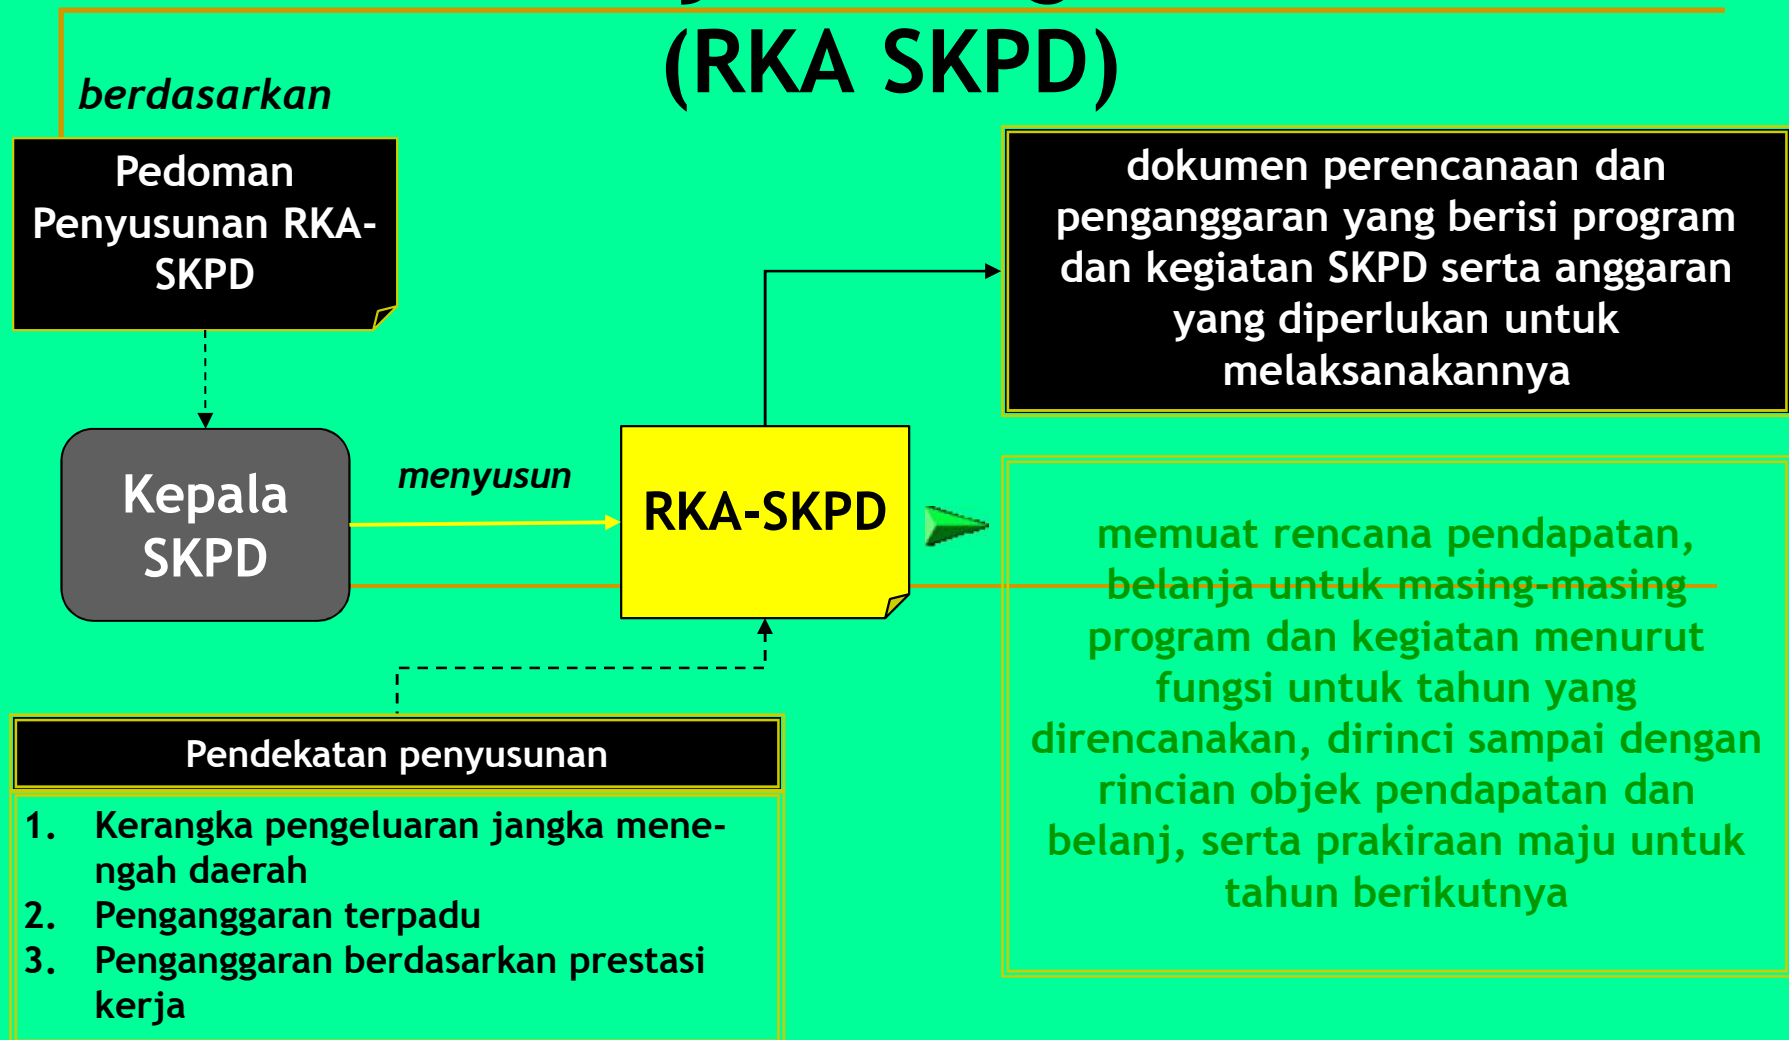 (RKA SKPD)
berdasarkan
Pedoman
Penyusunan RKA-
SKPD
dokumen perencanaan dan
penganggaran yang berisi program
dan kegiatan SKPD serta anggaran
yang diperlukan untuk
melaksanakannya
Kepala
SKPD
menyusun
RKA-SKPD
memuat rencana pendapatan,
belanja untuk masing-masing
program dan kegiatan menurut
fungsi untuk tahun yang
direncanakan, dirinci sampai dengan
rincian objek pendapatan dan
belanj, serta prakiraan maju untuk
tahun berikutnya
Pendekatan penyusunan
1. Kerangka pengeluaran jangka mene-
ngah daerah
2. Penganggaran terpadu
3. Penganggaran berdasarkan prestasi
kerja